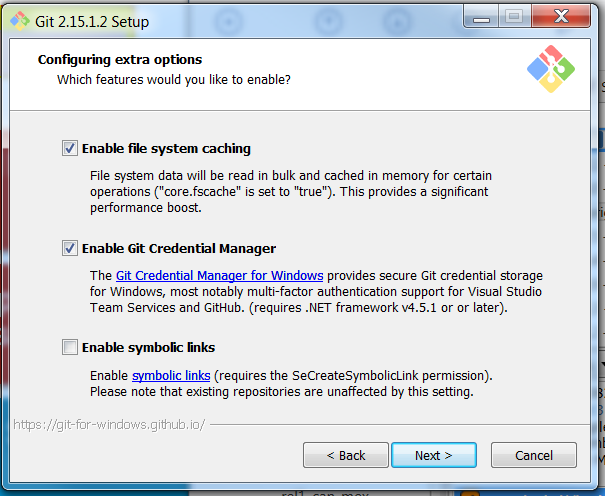 Git 2.15.1.2 Setup
Configuring extra options
Which features would you like to enable?
Enable file system caching
File system data will be read in bulk and cached in memory for certain
operations ("core.fscache" is set to "true"). This provides a significant
performance boost.
Enable Git Credential Manager
The Git Credential Manager for Windows provides secure Git credential storage
for Windows, most notably multi-factor authentication support for Visual Studio
Team Services and GitHub. (requires .NET framework v4.5.1 or or later).
Enable symbolic links
Enable symbolic links (requires the SeCreateSymbolicLink permission).
Please note that existing repositories are unaffected by this setting.
https://git-for-windows.github.io/
< Back
Next >
Cancel